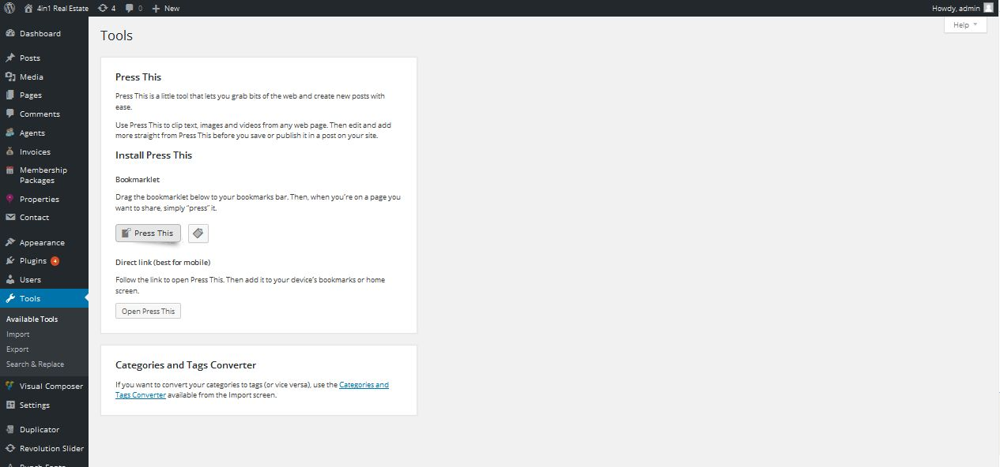 4in1 Real Estate 4 0 New
Howdy, admin
Help
Dashboard
Posts
Media
Pages
Comments
Agents
Invoices
Membership
Packages
Properties
Contact
Appearance
Plugins 4
Users
Tools
Available Tools
Import
Export
Search & Replace
Visual Composer
Settings
Duplicator
Revolution Slider
Punch Fonts
Tools
Press This
Press This is a little tool that lets you grab bits of the web and create new posts with
ease.
Use Press This to clip text, images and videos from any web page. Then edit and add
more straight from Press This before you save or publish it in a post on your site.
Install Press This
Bookmarklet
Drag the bookmarklet below to your bookmarks bar. Then, when you’re on a page you
want to share, simply “press” it.
Press This
Direct link (best for mobile)
Follow the link to open Press This. Then add it to your device’s bookmarks or home
screen.
Open Press This
Categories and Tags Converter
If you want to convert your categories to tags (or vice versa), use the Categories and
Tags Converter available from the Import screen.